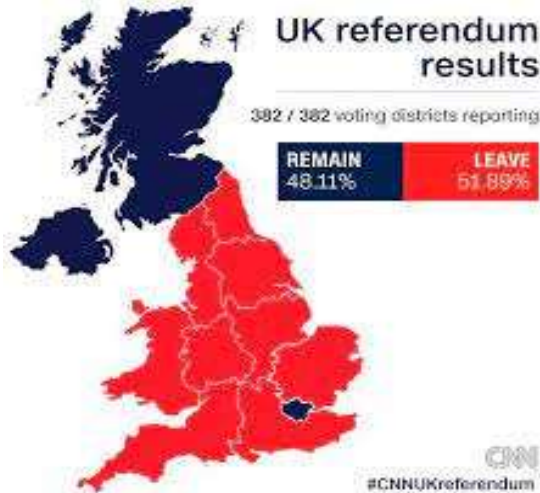 UK referendum
results
382 / 382 voting districts reporting
REMAIN
48.11%
LEAVE
51.89%
CNN
#CNNUKreferendum